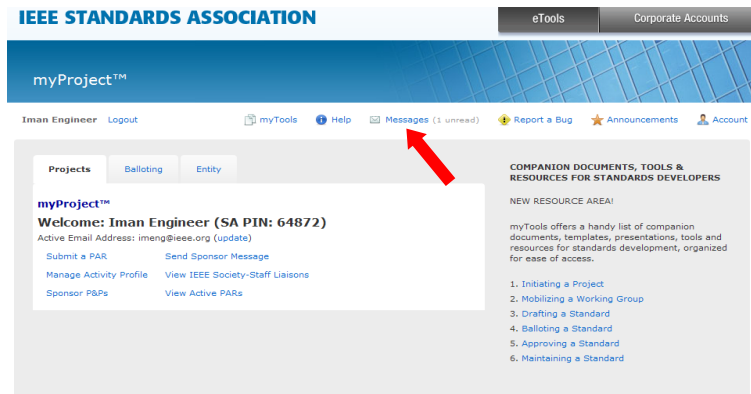 IEEE STANDARDS ASSOCIATION
eTools
Corporate Accounts
myProject™
Iman Engineer Logout
myTools
Help
Messages (1 unread)
Report a Bug
Announcements
Account
Projects
Balloting
Entity
myProject™
Welcome: Iman Engineer (SA PIN: 64872)
Active Email Address: imeng@ieee.org (update)
Submit a PAR
Send Sponsor Message
Manage Activity Profile
View IEEE Society-Staff Liaisons
Sponsor P&Ps
View Active PARs
COMPANION DOCUMENTS, TOOLS &
RESOURCES FOR STANDARDS DEVELOPERS
NEW RESOURCE AREA!
myTools offers a handy list of companion
documents, templates, presentations, tools and
resources for standards development, organized
for ease of access.
1. Initiating a Project
2. Mobilizing a Working Group
3. Drafting a Standard
4. Balloting a Standard
5. Approving a Standard
6. Maintaining a Standard